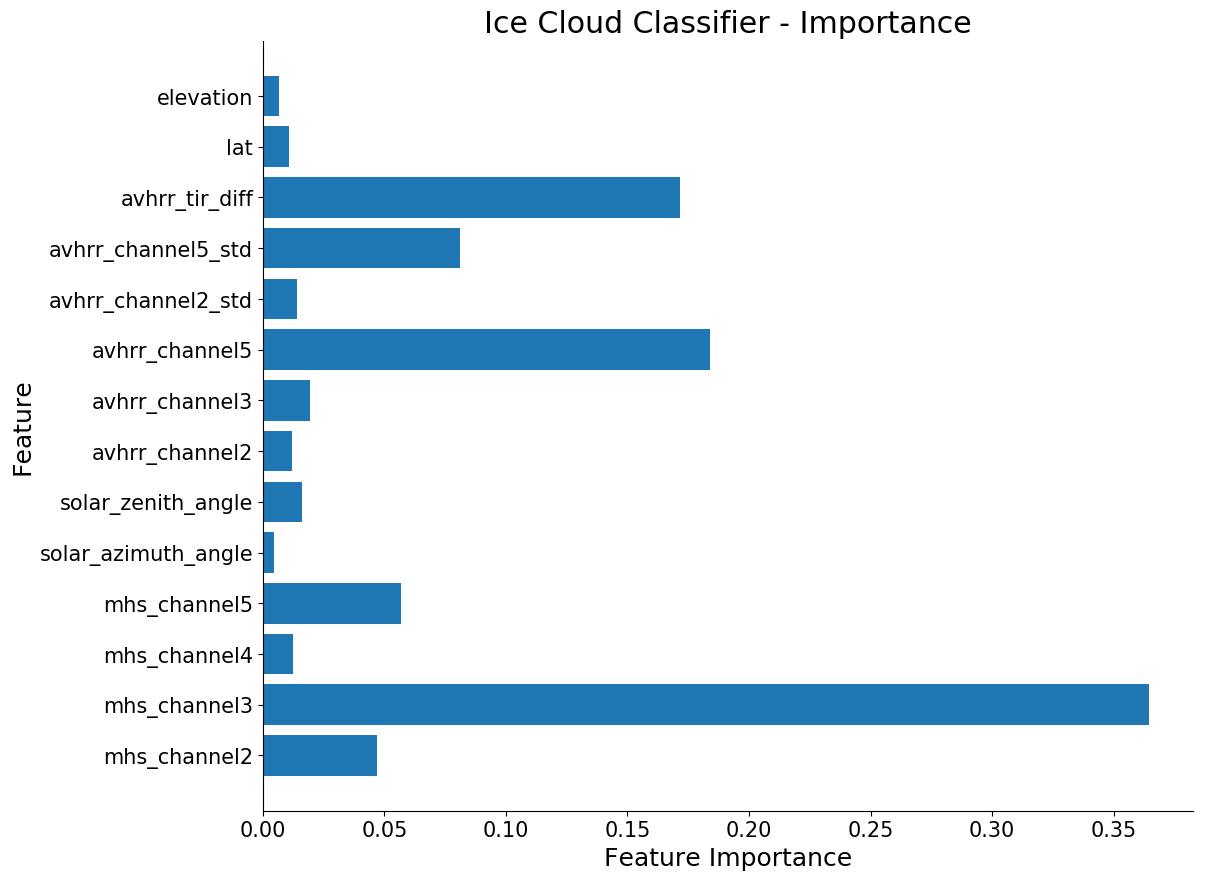 Ice Cloud Classifier - Importance
elevation
lat
avhrr_tir_diff
avhrr_channel5_std
avhrr_channel2_std
avhrr_channel5
avhrr_channel3
avhrr_channel2
solar_zenith_angle
solar_azimuth_angle
mhs_channel5
mhs_channel4
mhs_channel3
mhs_channel2
Feature
0.00 0.05 0.10 0.15 0.20 0.25 0.30 0.35
Feature Importance